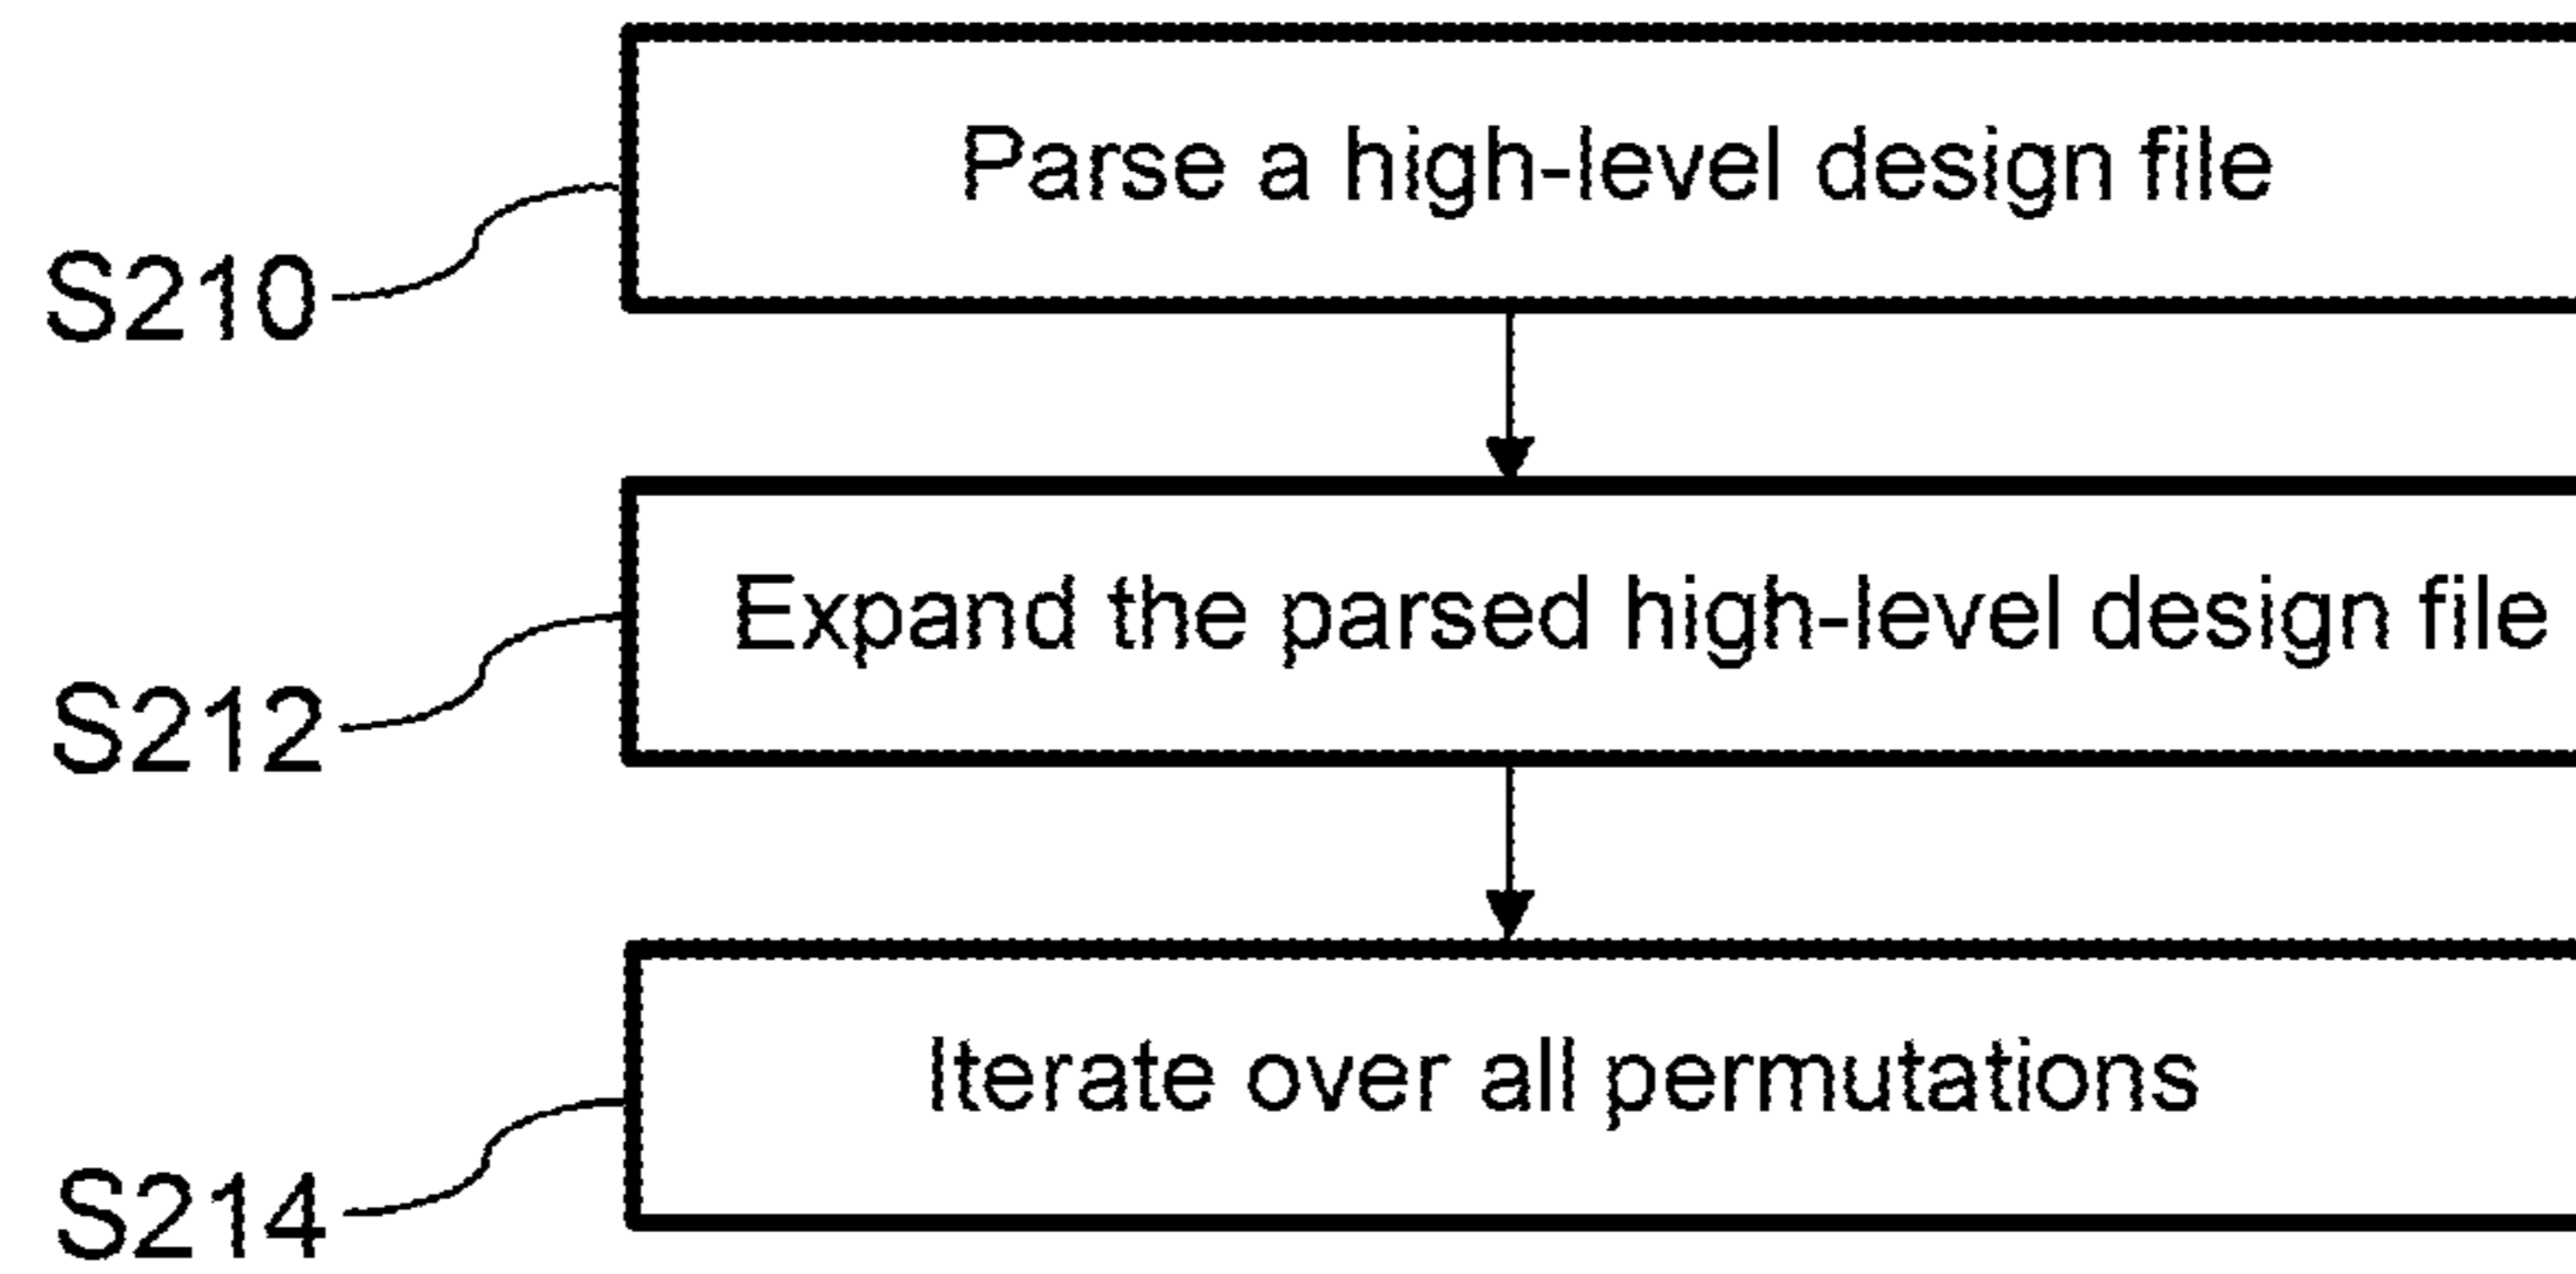 Parse a high-level design file
S210
Expand the parsed high-level design file
S212
Iterate over all permutations
S214